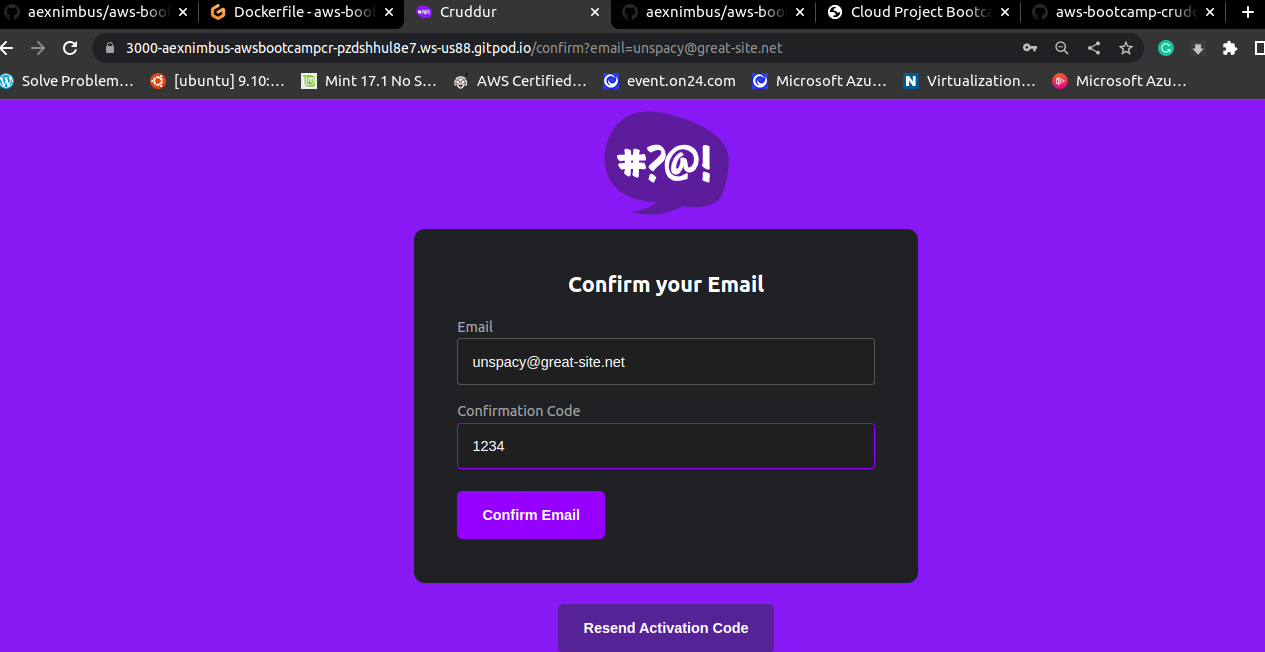 aexnimbus/aws-boo
Dockerfile - aws-boot
Cruddur
aexnimbus/aws-boo
Cloud Project Bootca
aws-bootcamp-crudd
3000-aexnimbus-awsbootcampcr-pzdshhul8e7.ws-us88.gitpod.io/confirm?email=unspacy@great-site.net
Solve Problem…
[ubuntu] 9.10:…
Mint 17.1 No S…
AWS Certified…
event.on24.com
Microsoft Azu…
Virtualization…
Microsoft Azu…
#?@!
Confirm your Email
Email
unspacy@great-site.net
Confirmation Code
1234
Confirm Email
Resend Activation Code